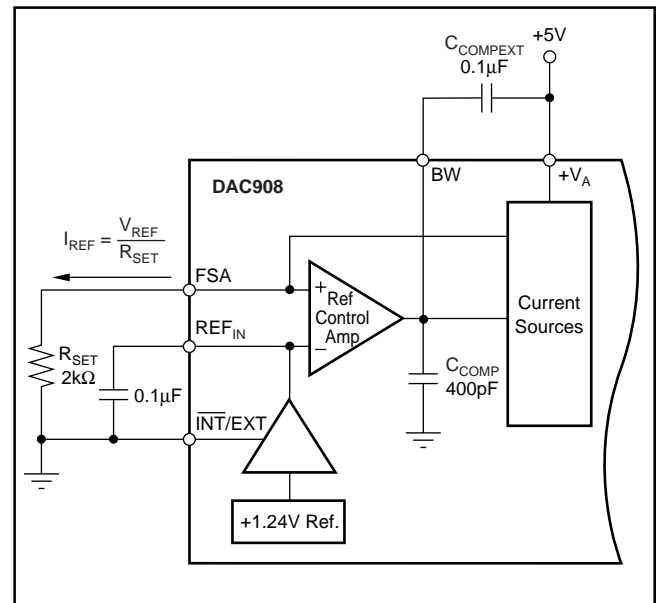 +5V
C_COMPEXT
0.1µF
BW
+V_A
DAC908
I_REF = V_REF / R_SET
FSA
+
Ref
Control
Amp
–
Current
Sources
REF_IN
R_SET
2kΩ
0.1µF
C_COMP
400pF
I̅N̅T̅/EXT
+1.24V Ref.